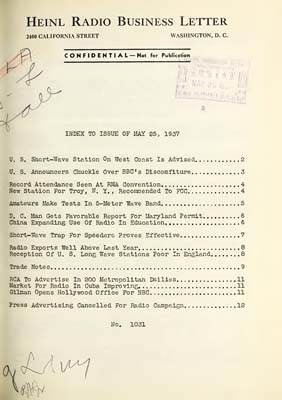 HEINL RADIO BUSINESS LETTER
2400 CALIFORNIA STREET WASHINGTON, D. C.
CONFIDENTIAL—Not for Publication
INDEX TO ISSUE OF MAY 25, 1937
U. S. Short-Wave Station On West Coast Is Advised............2
U. S. Announcers Chuckle Over BBC's Discomfiture.............3
Record Attendance Seen At RMA Convention.....................4
New Station For Troy, N. Y., Recommended To FCC..............4
Amateurs Make Tests In 5-Meter Wave Band.....................5
D. C. Man Gets Favorable Report For Maryland Permit..........6
China Expanding Use Of Radio In Education....................6
Short-Wave Trap For Speeders Proves Effective................7
Radio Exports Well Above Last Year...........................8
Reception Of U. S. Long Wave Stations Poor In England........8
Trade Notes..................................................9
RCA To Advertise In 200 Metropolitan Dailies................11
Market For Radio In Cuba Improving..........................11
Gilman Opens Hollywood Office For NBC.......................11
Press Advertising Cancelled For Radio Campaign..............12
No. 1031